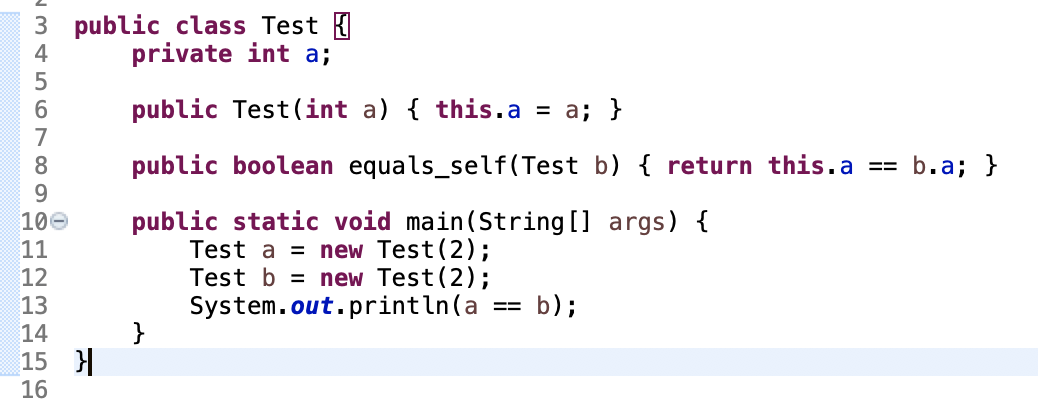 2
3 public class Test {
4     private int a;
5
6     public Test(int a) { this.a = a; }
7
8     public boolean equals_self(Test b) { return this.a == b.a; }
9
10     public static void main(String[] args) {
11         Test a = new Test(2);
12         Test b = new Test(2);
13         System.out.println(a == b);
14     }
15 }
16